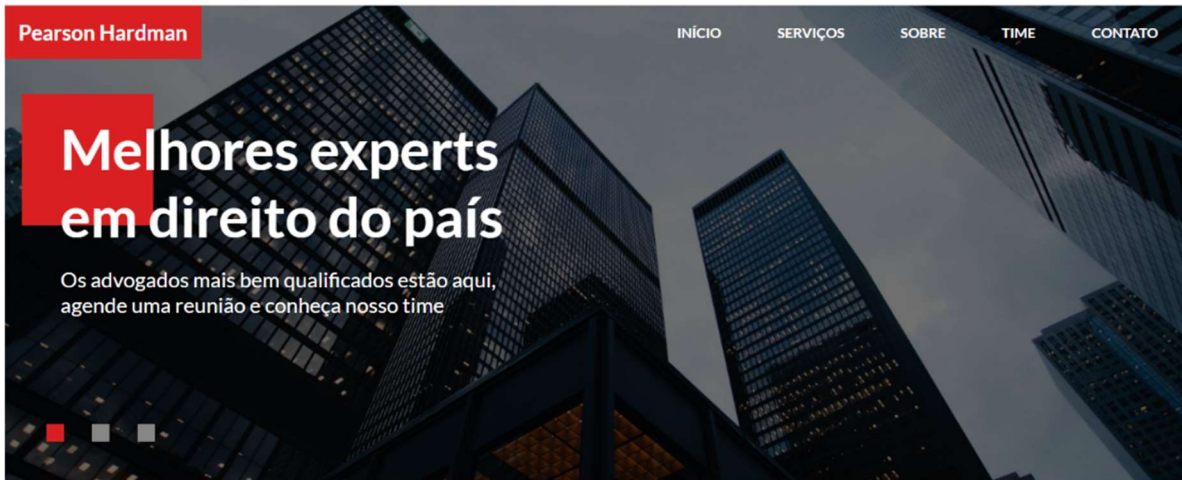 Pearson Hardman
INÍCIO SERVIÇOS SOBRE TIME CONTATO
Melhores experts
em direito do país
Os advogados mais bem qualificados estão aqui,
agende uma reunião e conheça nosso time